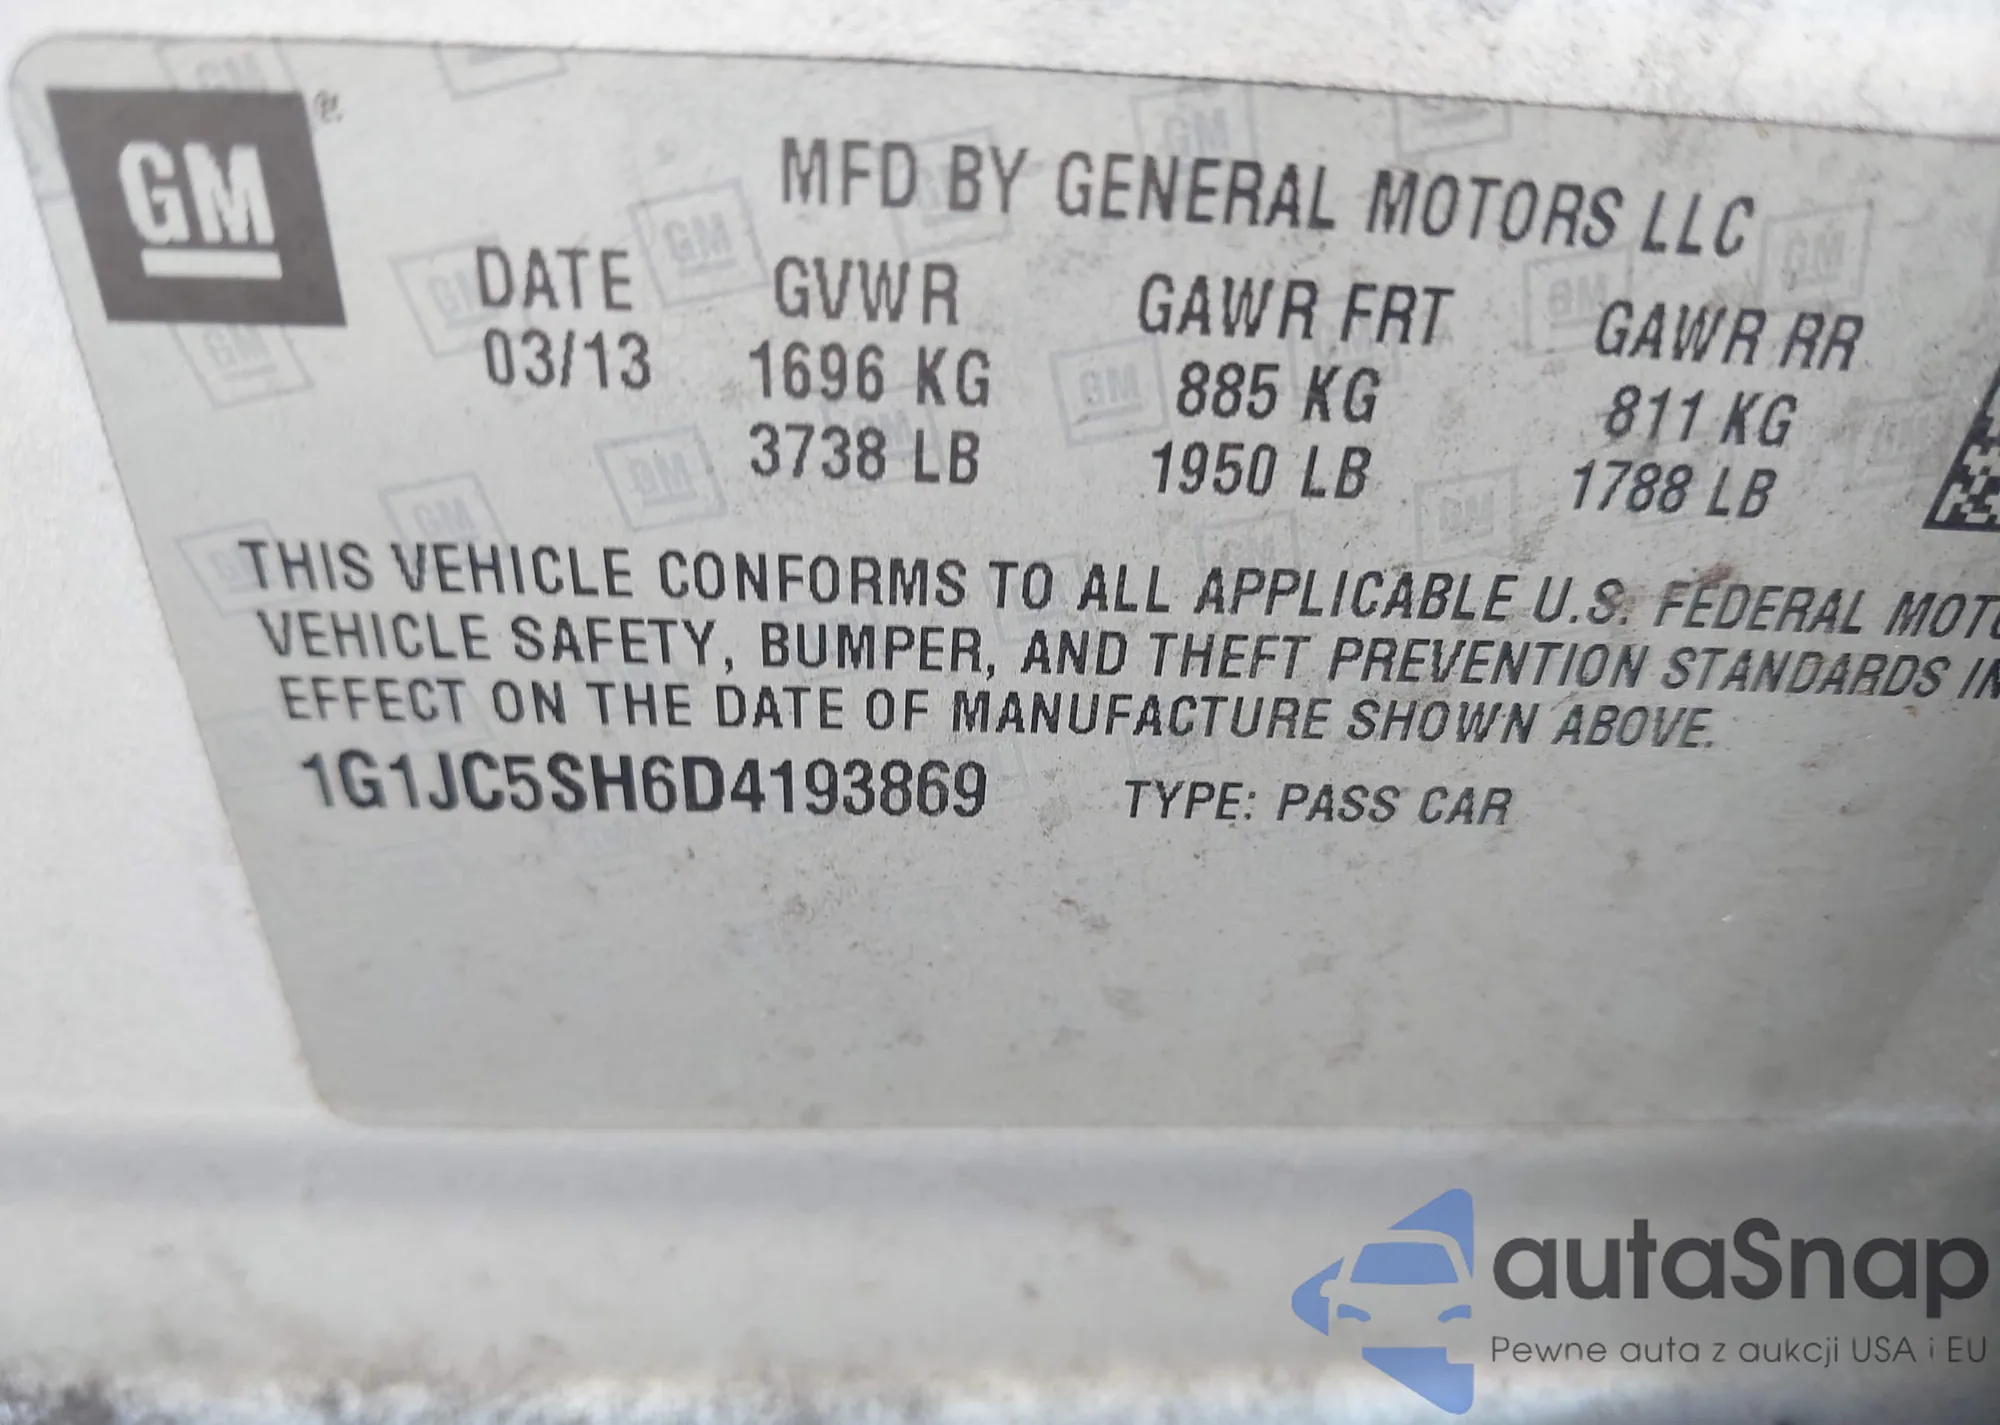 GM
MFD BY GENERAL MOTORS LLC
DATE GVWR GAWR FRT GAWR RR
03/13 1696 KG 885 KG 811 KG
3738 LB 1950 LB 1788 LB
THIS VEHICLE CONFORMS TO ALL APPLICABLE U.S. FEDERAL MOTO
VEHICLE SAFETY, BUMPER, AND THEFT PREVENTION STANDARDS IN
EFFECT ON THE DATE OF MANUFACTURE SHOWN ABOVE.
1G1JC5SH6D4193869 TYPE: PASS CAR
autaSnap
Pewne auta z aukcji USA i EU